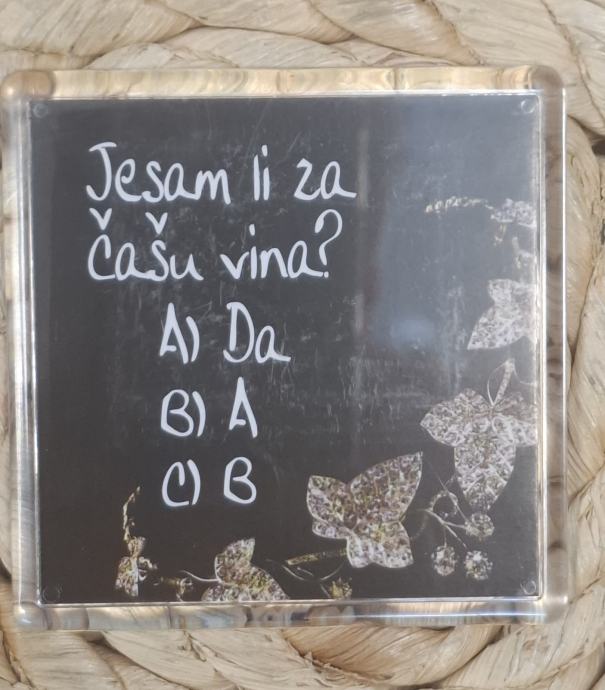 Jesam li za
čašu vina?
A) Da
B) A
C) B